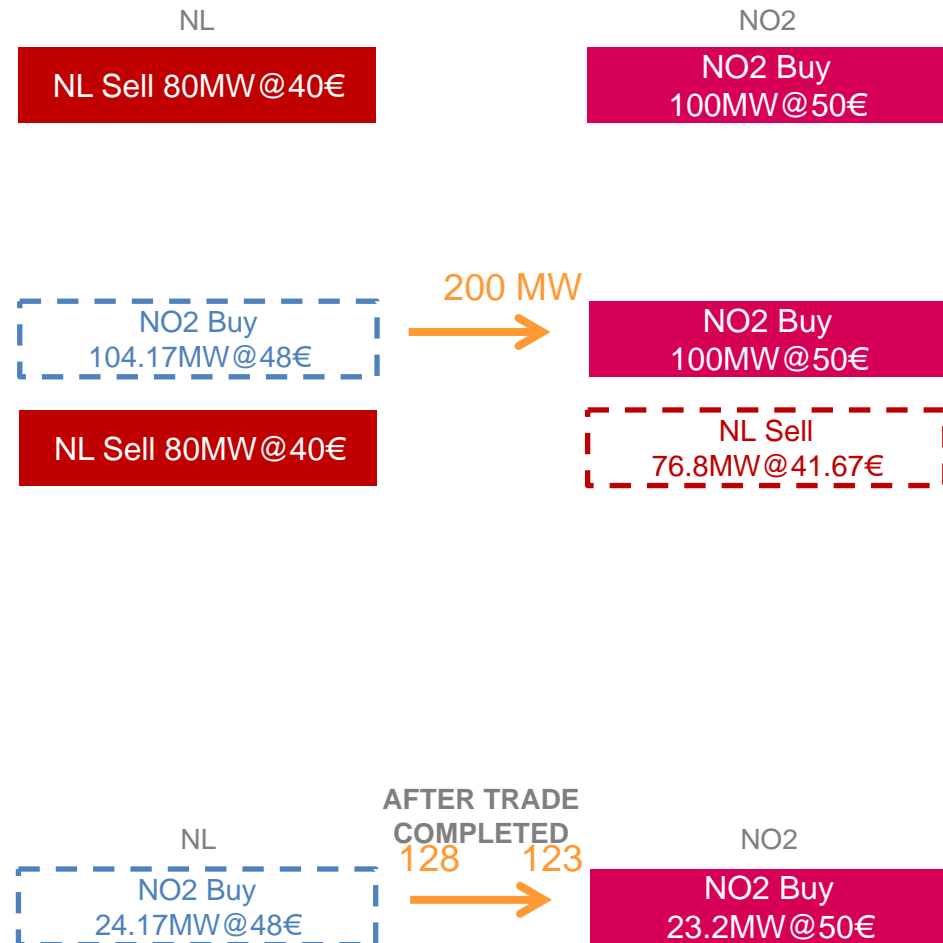 NL
NO2
NL Sell 80MW@40€
NO2 Buy
100MW@50€
200 MW
NO2 Buy
104.17MW@48€
NO2 Buy
100MW@50€
NL Sell 80MW@40€
NL Sell
76.8MW@41.67€
AFTER TRADE
COMPLETED
NL
NO2
128
123
NO2 Buy
24.17MW@48€
NO2 Buy
23.2MW@50€